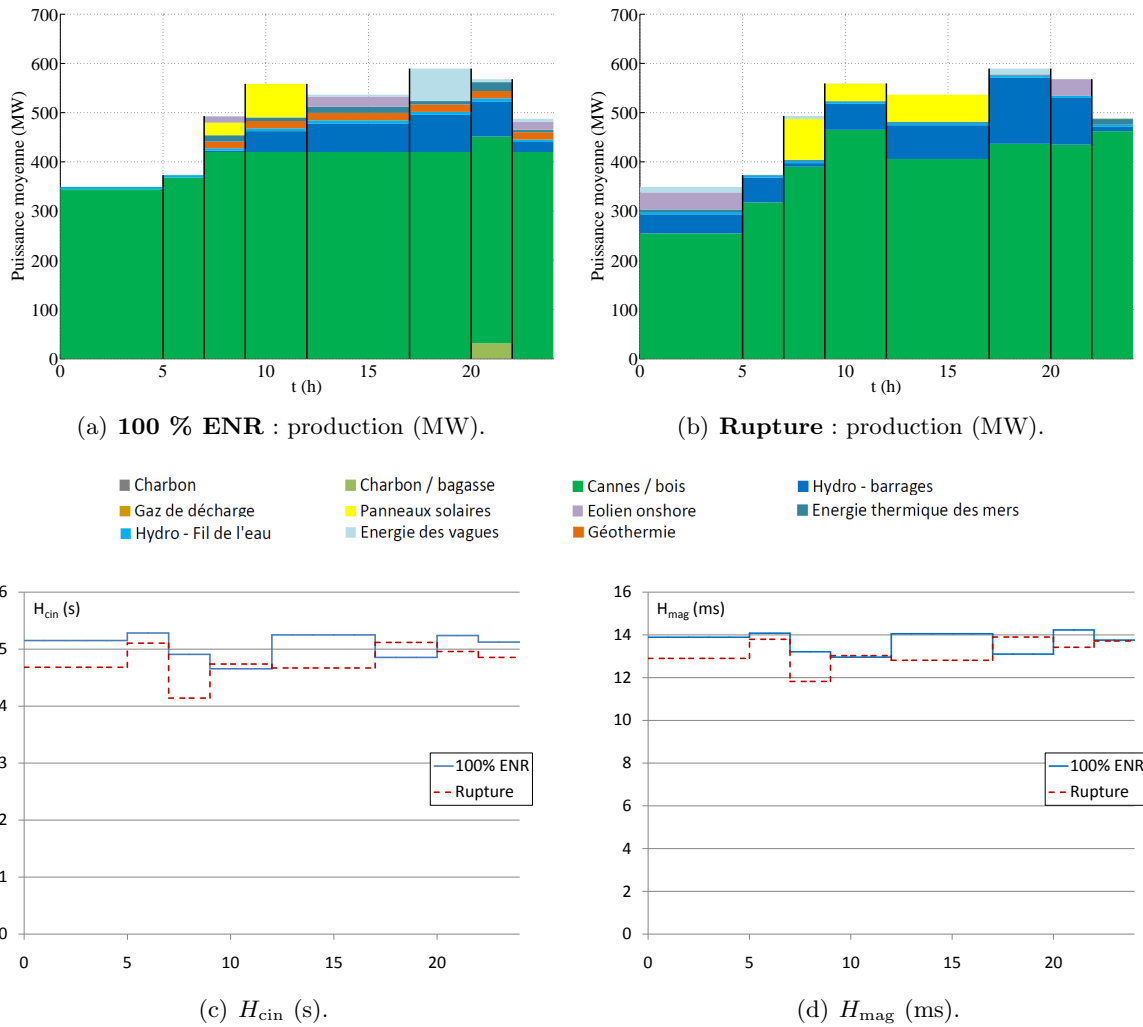 700
600
500
400
300
200
100
0
Puissance moyenne (MW)
0 5 10 15 20
t (h)
(a) 100 % ENR : production (MW).
700
600
500
400
300
200
100
0
Puissance moyenne (MW)
0 5 10 15 20
t (h)
(b) Rupture : production (MW).
Charbon Charbon / bagasse Cannes / bois Hydro - barrages
Gaz de décharge Panneaux solaires Eolien onshore Energie thermique des mers
Hydro - Fil de l'eau Energie des vagues Géothermie
H_cin (s)
6
5
4
3
2
1
0
100% ENR
Rupture
0 5 10 15 20
(c) H_cin (s).
H_mag (ms)
16
14
12
10
8
6
4
2
0
100% ENR
Rupture
0 5 10 15 20
(d) H_mag (ms).